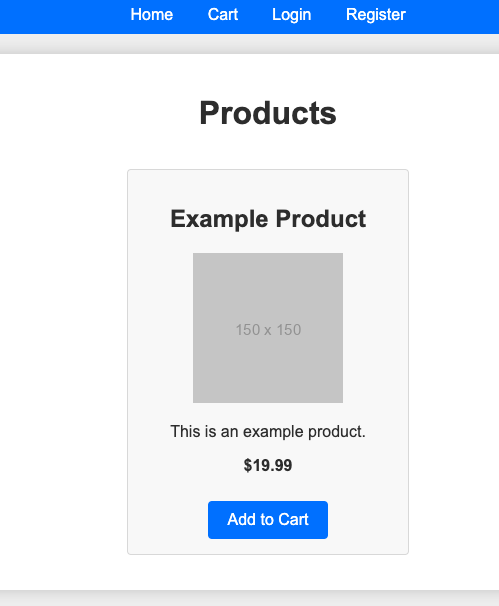 Home Cart Login Register
Products
Example Product
150 x 150
This is an example product.
$19.99
Add to Cart